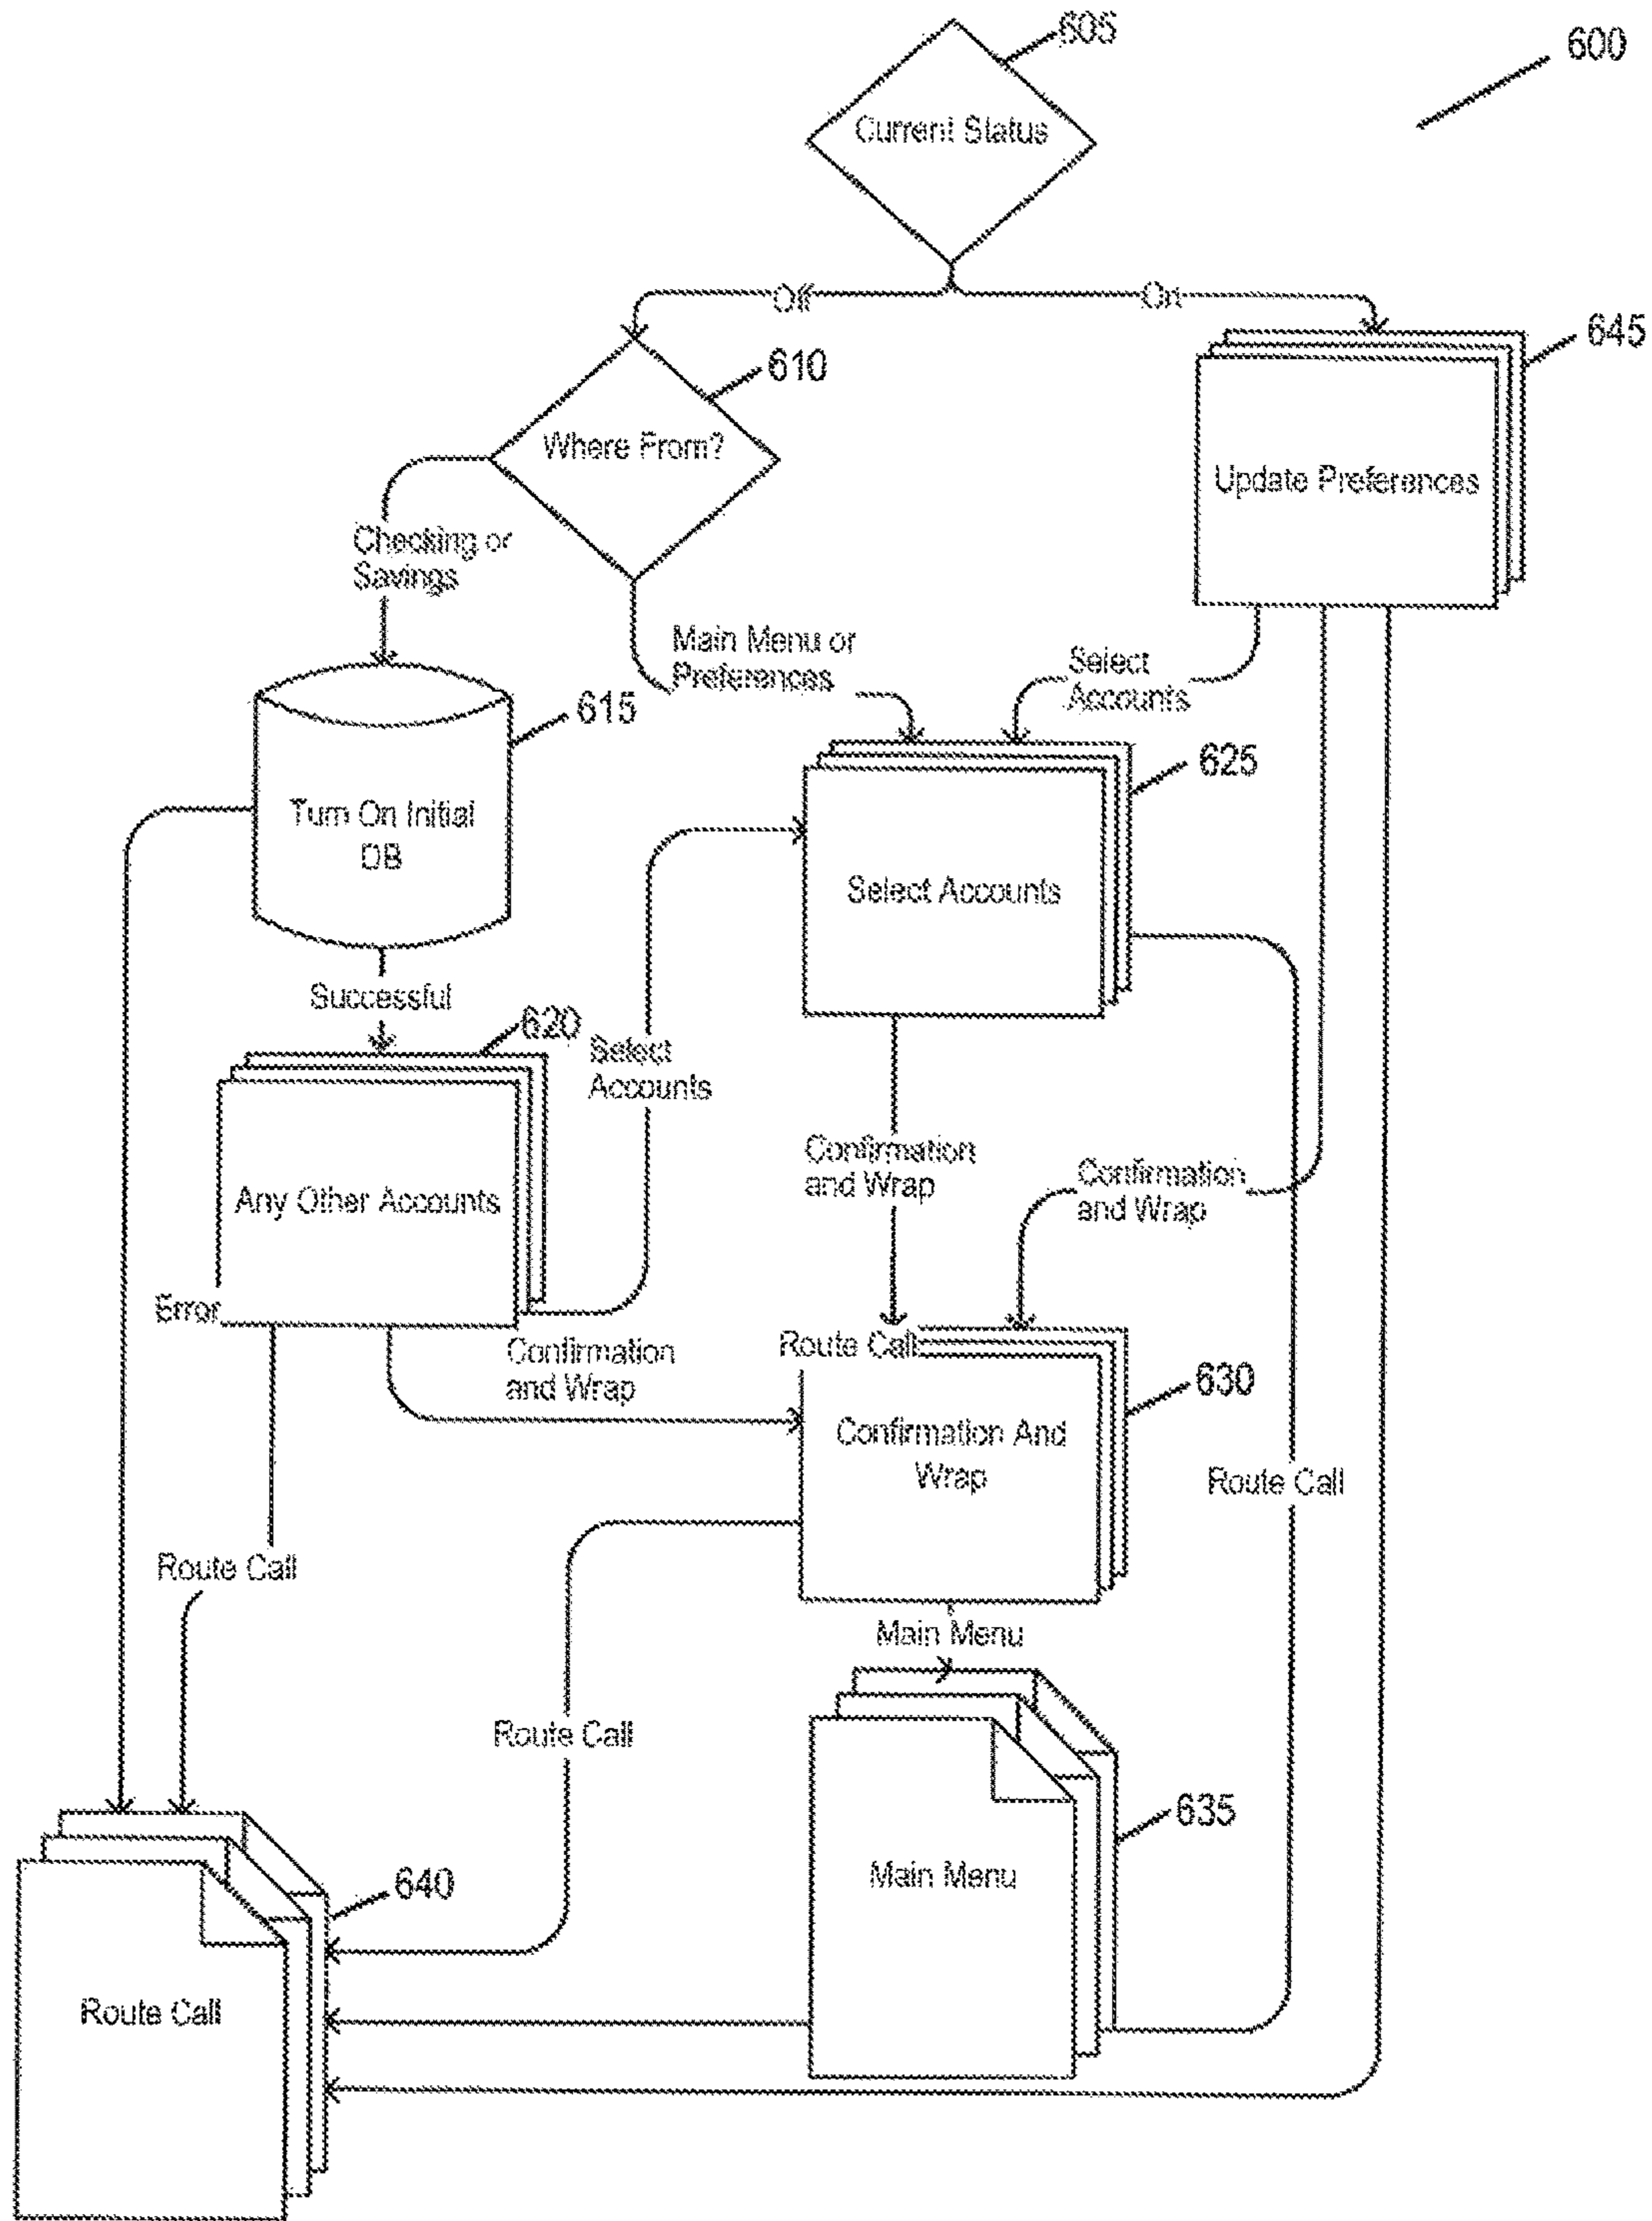 605
600
Current Status
Off
On
645
610
Where From?
Update Preferences
Checking or
Savings
Main Menu or
Preferences
Select
Accounts
615
625
Turn On Initial
DB
Select Accounts
Successful
620
Select
Accounts
Any Other Accounts
Confirmation
and Wrap
Confirmation
and Wrap
Error
Confirmation
and Wrap
Route Call
630
Confirmation And
Wrap
Route Call
Route Call
Main Menu
Route Call
635
Main Menu
640
Route Call